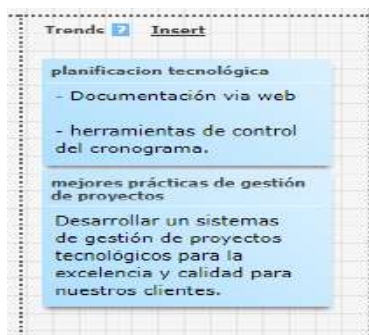 Trends ? Insert
planificacion tecnológica
- Documentación via web
- herramientas de control
del cronograma.
mejores prácticas de gestión
de proyectos
Desarrollar un sistemas
de gestión de proyectos
tecnológicos para la
excelencia y calidad para
nuestros clientes.